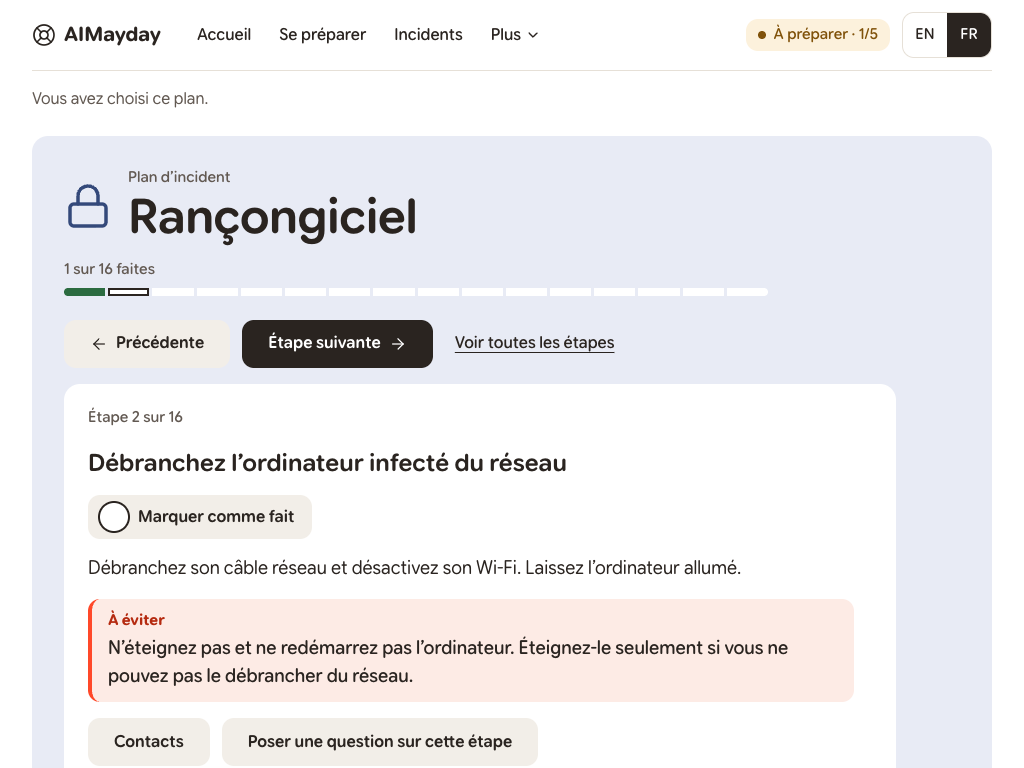 AIMayday
Accueil
Se préparer
Incidents
Plus
À préparer · 1/5
EN
FR
Vous avez choisi ce plan.
Plan d’incident
Rançongiciel
1 sur 16 faites
← Précédente
Étape suivante →
Voir toutes les étapes
Étape 2 sur 16
Débranchez l’ordinateur infecté du réseau
Marquer comme fait
Débranchez son câble réseau et désactivez son Wi-Fi. Laissez l’ordinateur allumé.
À éviter
N’éteignez pas et ne redémarrez pas l’ordinateur. Éteignez-le seulement si vous ne
pouvez pas le débrancher du réseau.
Contacts
Poser une question sur cette étape